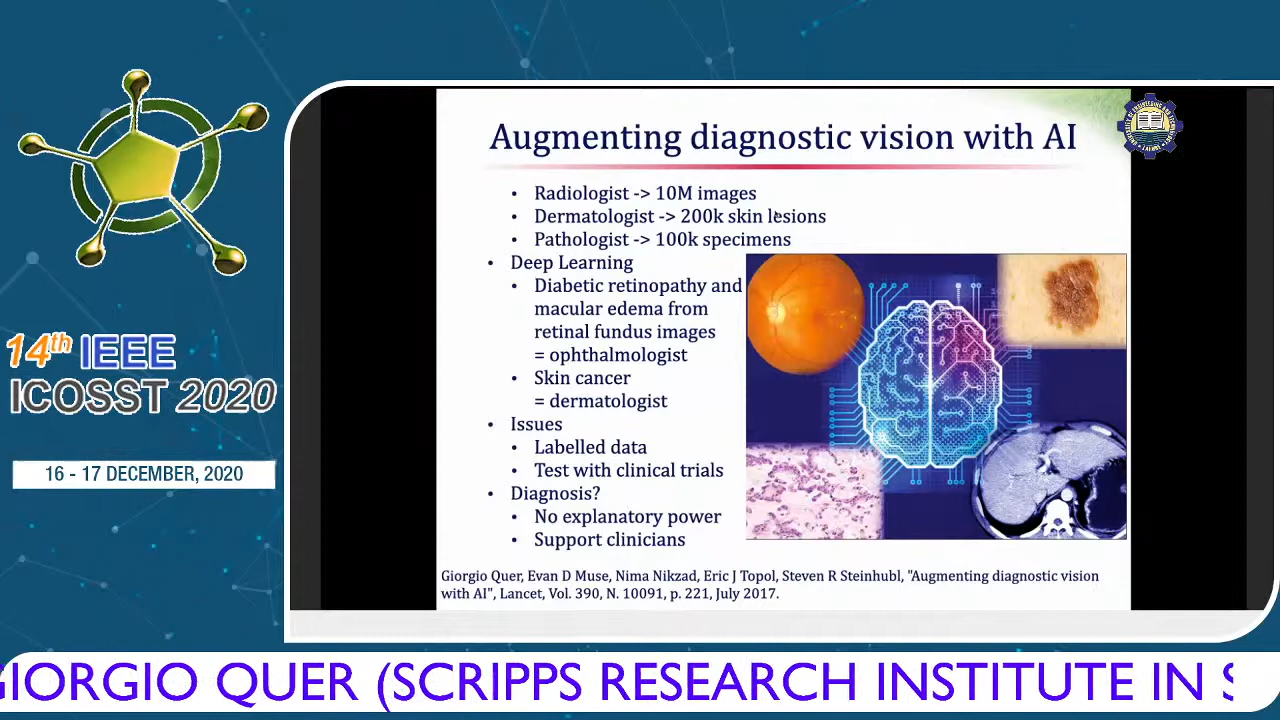 14th IEEE
ICOSST 2020
16 - 17 DECEMBER, 2020
Augmenting diagnostic vision with AI
• Radiologist -> 10M images
• Dermatologist -> 200k skin lesions
• Pathologist -> 100k specimens
• Deep Learning
• Diabetic retinopathy and
macular edema from
retinal fundus images
= ophthalmologist
• Skin cancer
= dermatologist
• Issues
• Labelled data
• Test with clinical trials
• Diagnosis?
• No explanatory power
• Support clinicians
Giorgio Quer, Evan D Muse, Nima Nikzad, Eric J Topol, Steven R Steinhubl, "Augmenting diagnostic vision
with AI", Lancet, Vol. 390, N. 10091, p. 221, July 2017.
GIORGIO QUER (SCRIPPS RESEARCH INSTITUTE IN S